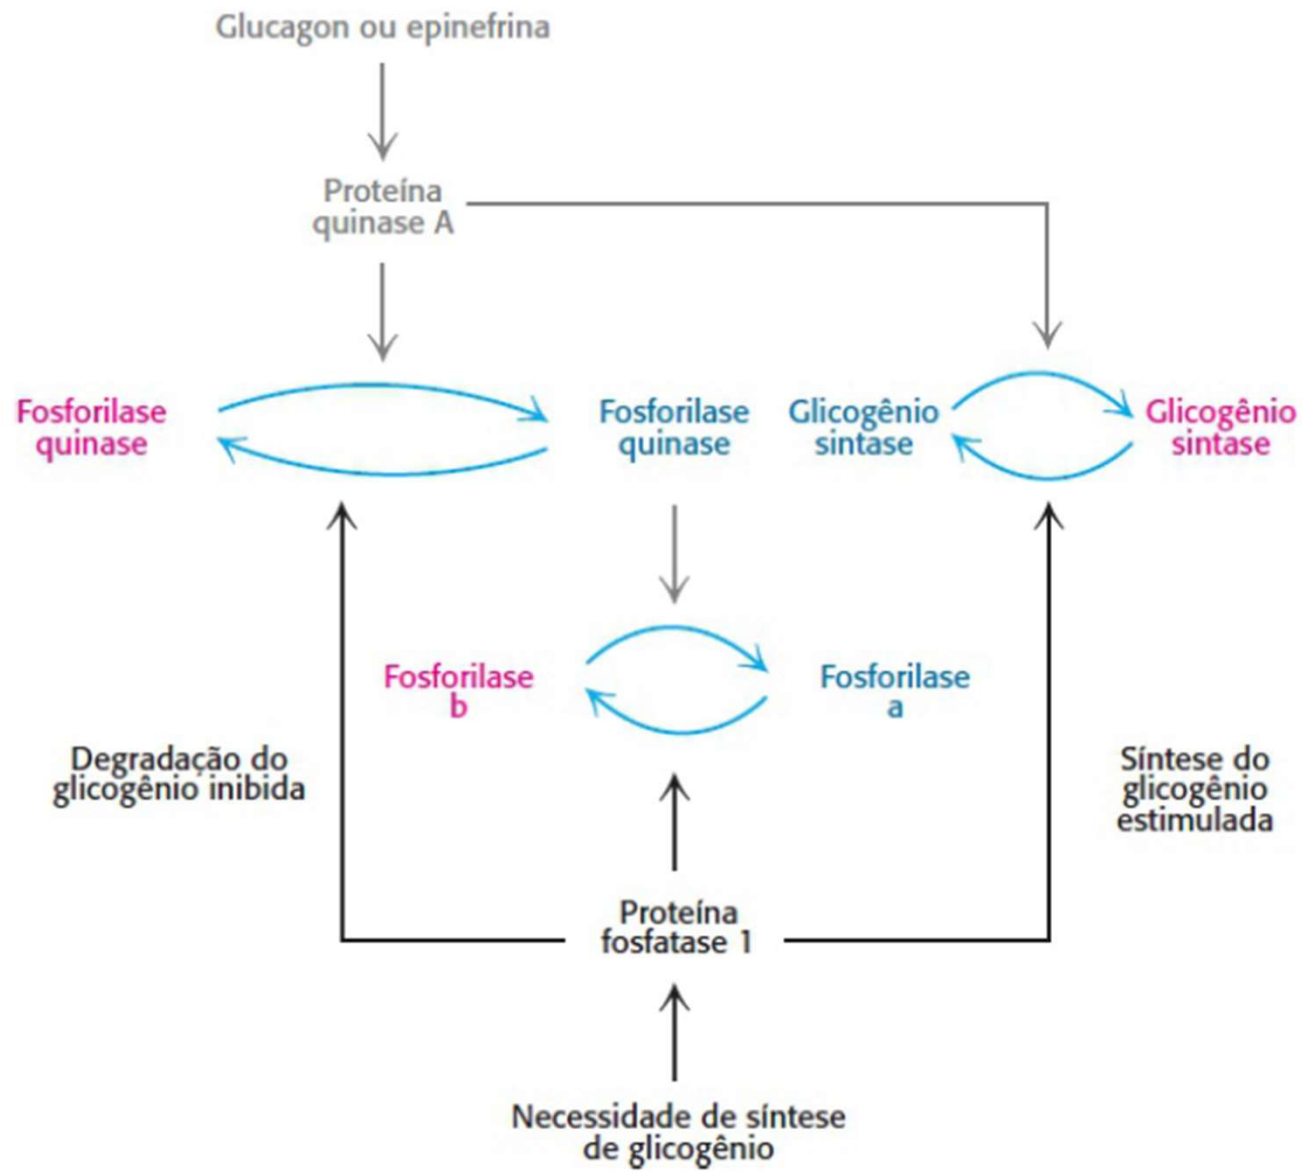 Glucagon ou epinefrina
Proteína
quinase A
Fosforilase
quinase
Fosforilase
quinase
Glicogênio
sintase
Glicogênio
sintase
Fosforilase
b
Fosforilase
a
Degradação do
glicogênio inibida
Síntese do
glicogênio
estimulada
Proteína
fosfatase 1
Necessidade de síntese
de glicogênio